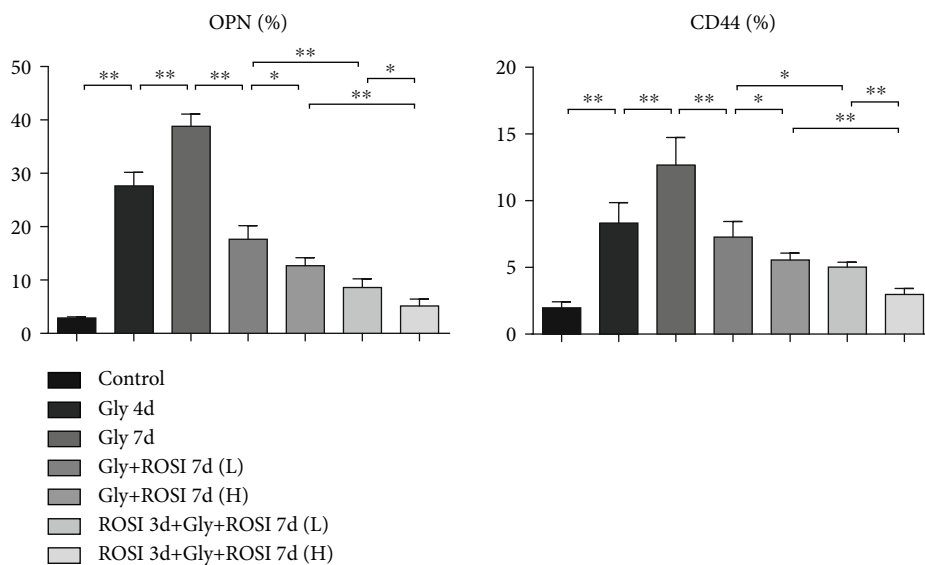 OPN (%)
CD44 (%)
50
40
30
20
10
0
** ** ** * ** * **
20
15
10
5
0
** ** ** * * ** **
Control
Gly 4d
Gly 7d
Gly+ROSI 7d (L)
Gly+ROSI 7d (H)
ROSI 3d+Gly+ROSI 7d (L)
ROSI 3d+Gly+ROSI 7d (H)